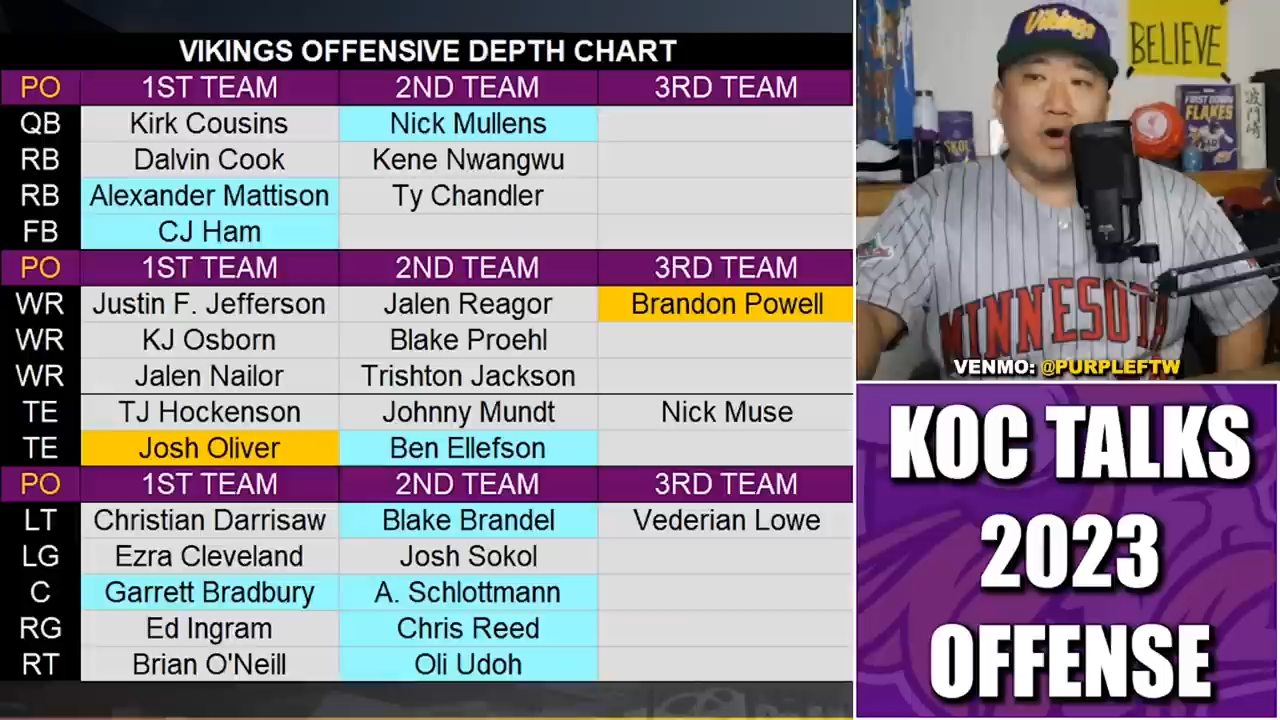 VIKINGS OFFENSIVE DEPTH CHART
PO 1ST TEAM 2ND TEAM 3RD TEAM
QB Kirk Cousins Nick Mullens
RB Dalvin Cook Kene Nwangwu
RB Alexander Mattison Ty Chandler
FB CJ Ham
PO 1ST TEAM 2ND TEAM 3RD TEAM
WR Justin F. Jefferson Jalen Reagor Brandon Powell
WR KJ Osborn Blake Proehl
WR Jalen Nailor Trishton Jackson
TE TJ Hockenson Johnny Mundt Nick Muse
TE Josh Oliver Ben Ellefson
PO 1ST TEAM 2ND TEAM 3RD TEAM
LT Christian Darrisaw Blake Brandel Vederian Lowe
LG Ezra Cleveland Josh Sokol
C Garrett Bradbury A. Schlottmann
RG Ed Ingram Chris Reed
RT Brian O'Neill Oli Udoh
Vikings
BELIEVE
FIRST DOWN
FLAKES
SKOL
MINNESOTA
VENMO: @PURPLEFTW
KOC TALKS
2023
OFFENSE